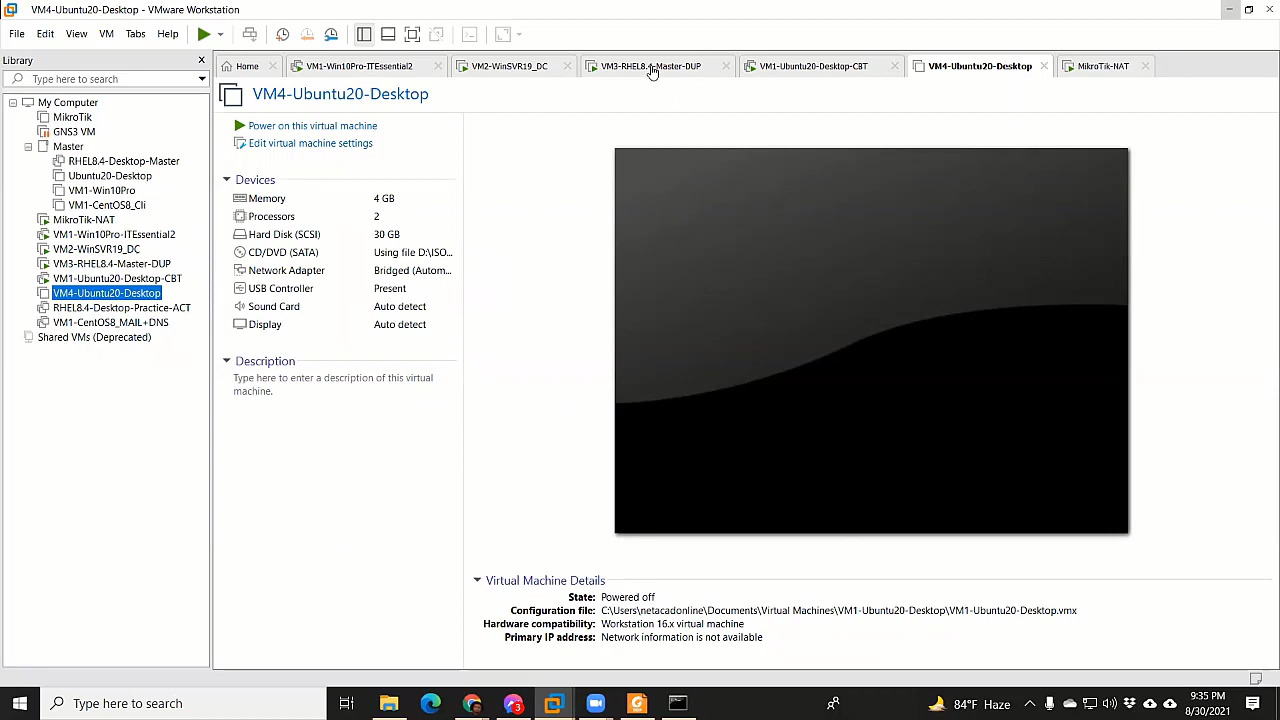 VM4-Ubuntu20-Desktop - VMware Workstation
File Edit View VM Tabs Help
Library
Type here to search
My Computer
MikroTik
GNS3 VM
Master
RHEL8.4-Desktop-Master
Ubuntu20-Desktop
VM1-Win10Pro
VM1-CentOS8_Cli
MikroTik-NAT
VM1-Win10Pro-ITEssential2
VM2-WinSVR19_DC
VM3-RHEL8.4-Master-DUP
VM1-Ubuntu20-Desktop-CBT
VM4-Ubuntu20-Desktop
RHEL8.4-Desktop-Practice-ACT
VM1-CentOS8_MAIL+DNS
Shared VMs (Deprecated)
Home VM1-Win10Pro-ITEssential2 VM2-WinSVR19_DC VM3-RHEL8.4-Master-DUP VM1-Ubuntu20-Desktop-CBT VM4-Ubuntu20-Desktop MikroTik-NAT
VM4-Ubuntu20-Desktop
Power on this virtual machine
Edit virtual machine settings
Devices
Memory 4 GB
Processors 2
Hard Disk (SCSI) 30 GB
CD/DVD (SATA) Using file D:\ISO...
Network Adapter Bridged (Autom...
USB Controller Present
Sound Card Auto detect
Display Auto detect
Description
Type here to enter a description of this virtual
machine.
Virtual Machine Details
State: Powered off
Configuration file: C:\Users\netacadonline\Documents\Virtual Machines\VM1-Ubuntu20-Desktop\VM1-Ubuntu20-Desktop.vmx
Hardware compatibility: Workstation 16.x virtual machine
Primary IP address: Network information is not available
Type here to search
3
84°F Haze
9:35 PM
8/30/2021